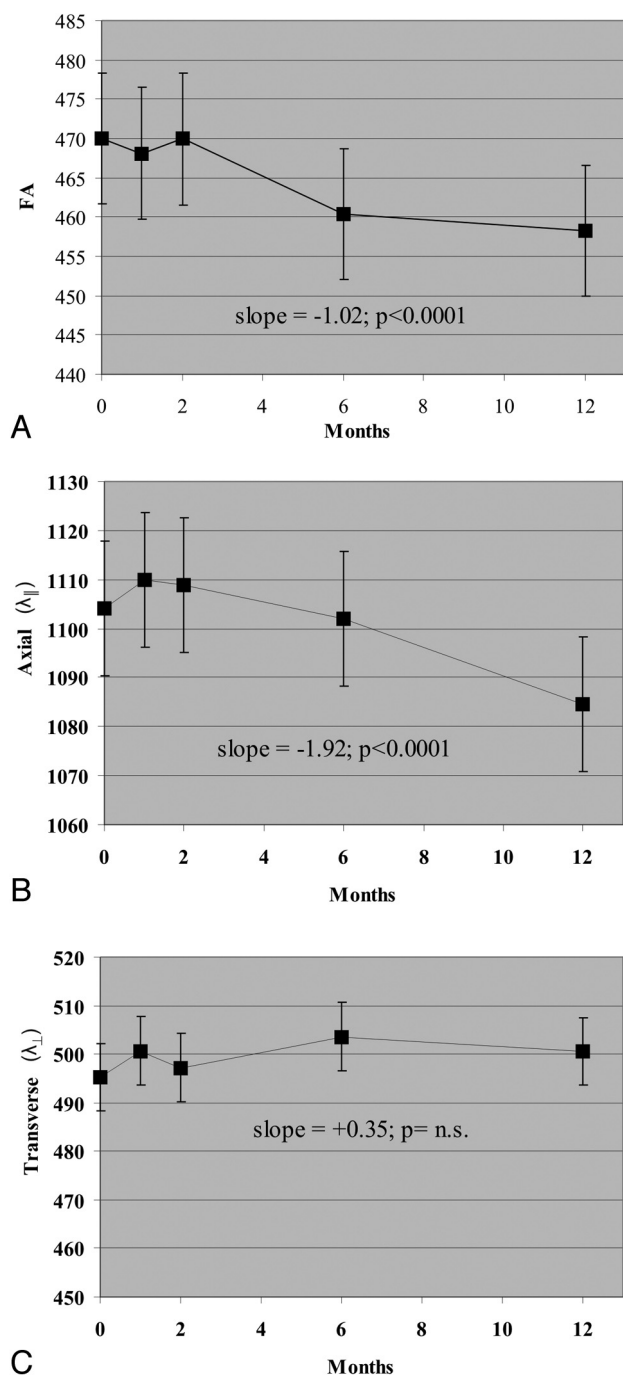 485
480
475
470
465
460
455
450
445
440
FA
slope = -1.02; p<0.0001
0 2 4 6 8 10 12
Months
A
1130
1120
1110
1100
1090
1080
1070
1060
Axial (λ∥)
slope = -1.92; p<0.0001
0 2 4 6 8 10 12
Months
B
520
510
500
490
480
470
460
450
Transverse (λ⊥)
slope = +0.35; p= n.s.
0 2 4 6 8 10 12
Months
C